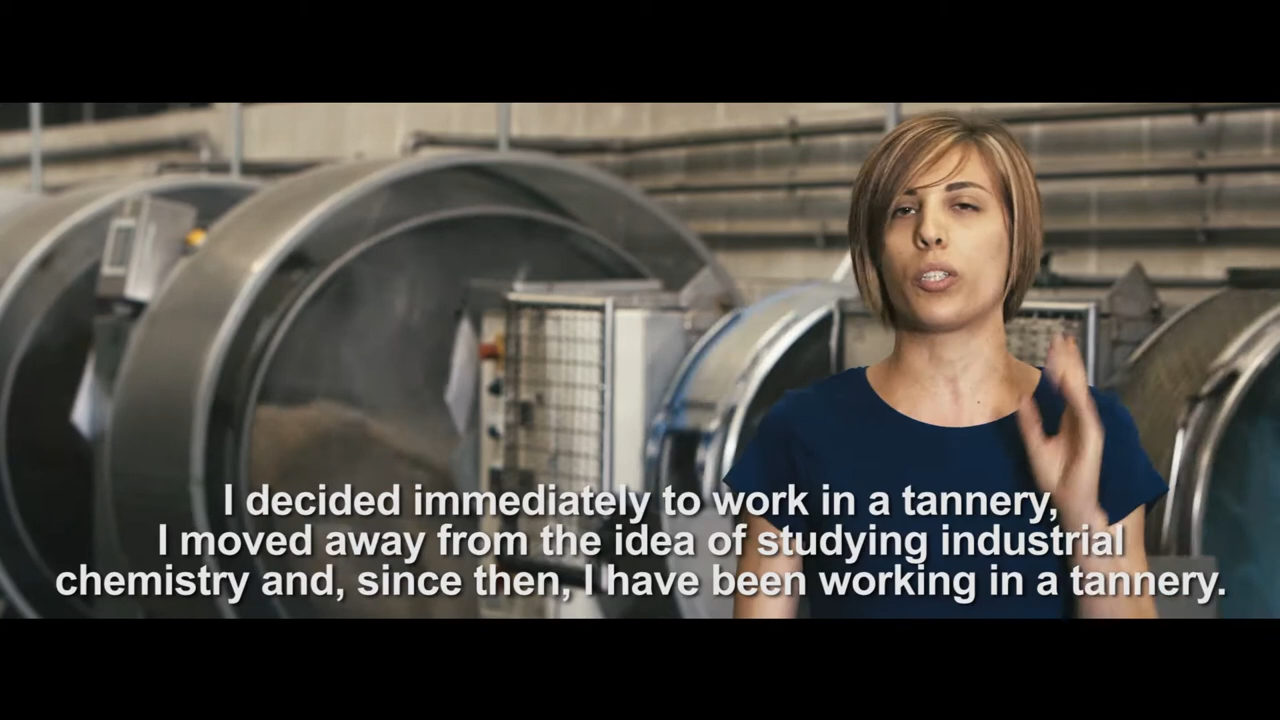 I decided immediately to work in a tannery,
I moved away from the idea of studying industrial
chemistry and, since then, I have been working in a tannery.